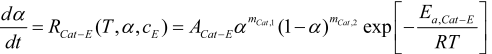 dα/dt = R_{Cat−E}(T, α, c_E) = A_{Cat−E} α^{m_{Cat,1}} (1−α)^{m_{Cat,2}} exp[−E_{a,Cat−E}/RT]